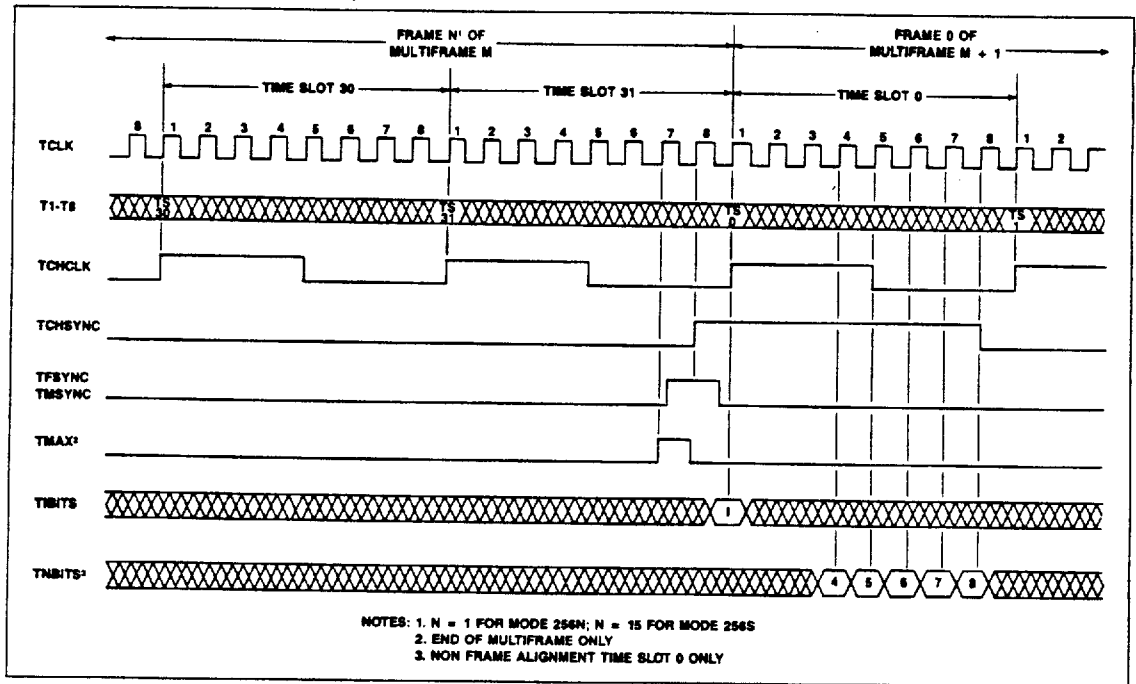 FRAME N¹ OF
MULTIFRAME M
FRAME 0 OF
MULTIFRAME M + 1
TIME SLOT 30
TIME SLOT 31
TIME SLOT 0
TCLK
8 1 2 3 4 5 6 7 8 1 2 3 4 5 6 7 8 1 2 3 4 5 6 7 8 1 2
T1-T8
TS 30
TS 31
TS 0
TS 1
TCHCLK
TCHSYNC
TFSYNC
TMSYNC
TMAX²
TIBITS
I
TNBITS³
4 5 6 7 8
NOTES: 1. N = 1 FOR MODE 256N; N = 15 FOR MODE 256S
2. END OF MULTIFRAME ONLY
3. NON FRAME ALIGNMENT TIME SLOT 0 ONLY